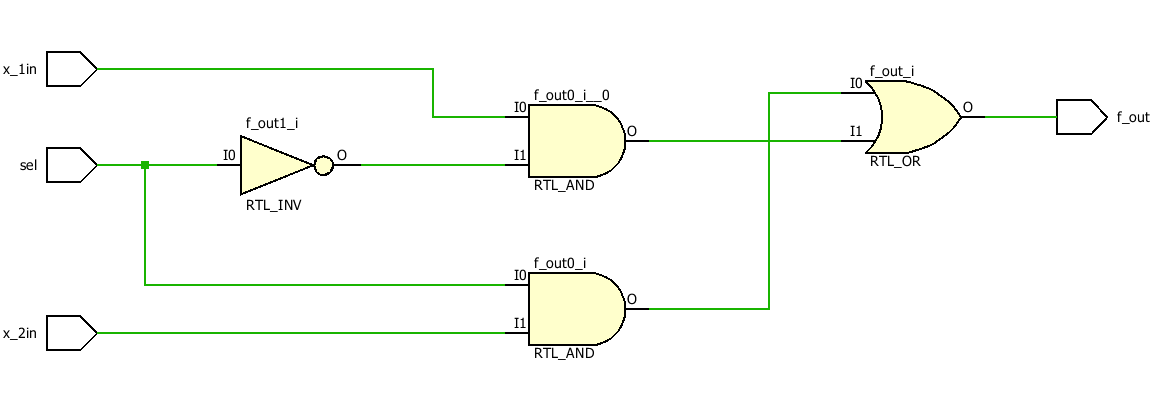 x_1in
sel
x_2in
f_out1_i
I0
O
RTL_INV
f_out0_i__0
I0
I1
O
RTL_AND
f_out0_i
I0
I1
O
RTL_AND
f_out_i
I0
I1
O
RTL_OR
f_out